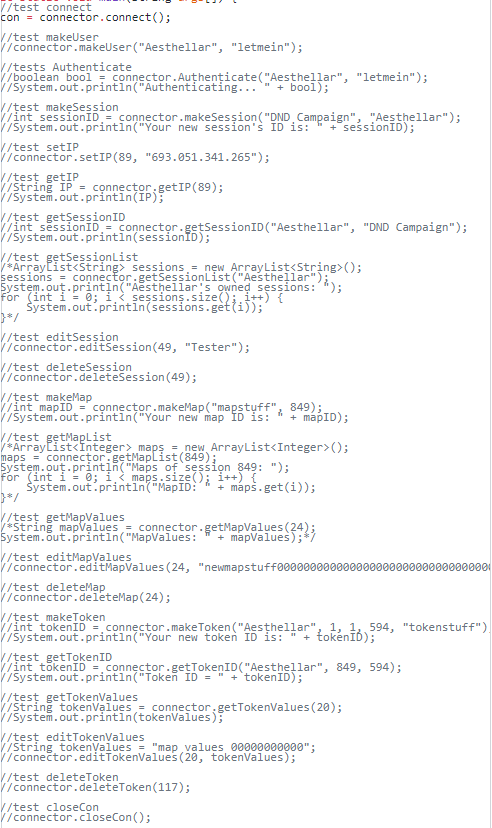 //test connect
con = connector.connect();
//test makeUser
//connector.makeUser("Aesthellar", "letmein");
//tests Authenticate
//boolean bool = connector.Authenticate("Aesthellar", "letmein");
//System.out.println("Authenticating... " + bool);
//test makeSession
//int sessionID = connector.makeSession("DND Campaign", "Aesthellar");
//System.out.println("Your new session's ID is: " + sessionID);
//test setIP
//connector.setIP(89, "693.051.341.265");
//test getIP
//String IP = connector.getIP(89);
//System.out.println(IP);
//test getSessionID
//int sessionID = connector.getSessionID("Aesthellar", "DND Campaign");
//System.out.println(sessionID);
//test getSessionList
/*ArrayList<String> sessions = new ArrayList<String>();
sessions = connector.getSessionList("Aesthellar");
System.out.println("Aesthellar's owned sessions: ");
for (int i = 0; i < sessions.size(); i++) {
System.out.println(sessions.get(i));
}*/
//test editSession
//connector.editSession(49, "Tester");
//test deleteSession
//connector.deleteSession(49);
//test makeMap
//int mapID = connector.makeMap("mapstuff", 849);
//System.out.println("Your new map ID is: " + mapID);
//test getMapList
/*ArrayList<Integer> maps = new ArrayList<Integer>();
maps = connector.getMapList(849);
System.out.println("Maps of session 849: ");
for (int i = 0; i < maps.size(); i++) {
System.out.println("MapID: " + maps.get(i));
}*/
//test getMapValues
/*String mapValues = connector.getMapValues(24);
System.out.println("MapValues: " + mapValues);*/
//test editMapValues
//connector.editMapValues(24, "newmapstuff00000000000000000000000000000
//test deleteMap
//connector.deleteMap(24);
//test makeToken
//int tokenID = connector.makeToken("Aesthellar", 1, 1, 594, "tokenstuff")
//System.out.println("Your new token ID is: " + tokenID);
//test getTokenID
//int tokenID = connector.getTokenID("Aesthellar", 849, 594);
//System.out.println("Token ID = " + tokenID);
//test getTokenValues
//String tokenValues = connector.getTokenValues(20);
//System.out.println(tokenValues);
//test editTokenValues
//String tokenValues = "map values 00000000000";
//connector.editTokenValues(20, tokenValues);
//test deleteToken
//connector.deleteToken(117);
//test closeCon
//connector.closeCon();